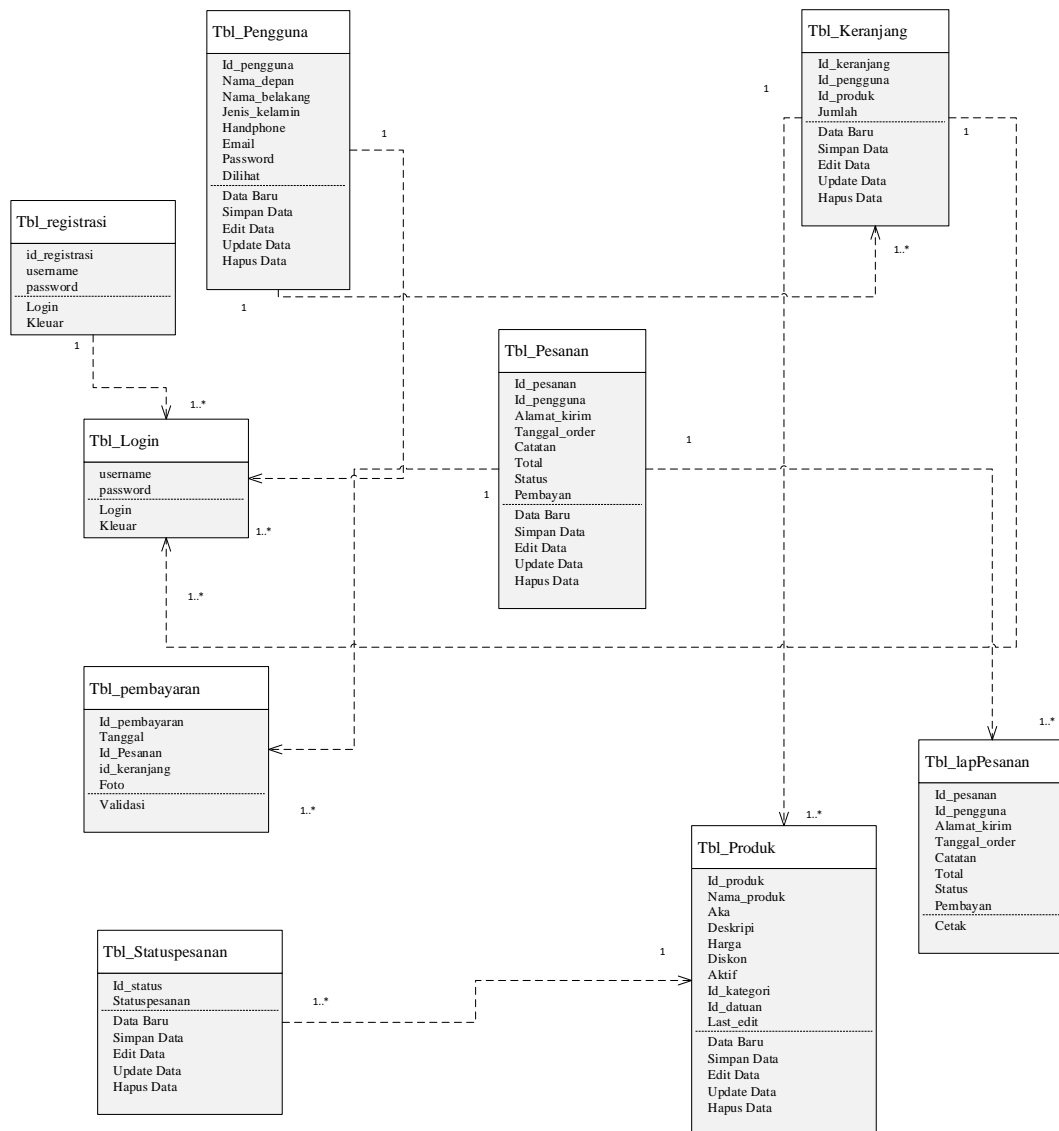 Tbl_Pengguna
Id_pengguna
Nama_depan
Nama_belakang
Jenis_kelamin
Handphone
Email
Password
Dilihat
Data Baru
Simpan Data
Edit Data
Update Data
Hapus Data
1
1
Tbl_Keranjang
Id_keranjang
Id_pengguna
Id_produk
Jumlah
Data Baru
Simpan Data
Edit Data
Update Data
Hapus Data
1
1
1..*
Tbl_registrasi
id_registrasi
username
password
Login
Kleuar
1
1..*
Tbl_Login
username
password
Login
Kleuar
1..*
1..*
Tbl_Pesanan
Id_pesanan
Id_pengguna
Alamat_kirim
Tanggal_order
Catatan
Total
Status
Pembayan
Data Baru
Simpan Data
Edit Data
Update Data
Hapus Data
1
1
Tbl_pembayaran
Id_pembayaran
Tanggal
Id_Pesanan
id_keranjang
Foto
Validasi
1..*
1..*
Tbl_lapPesanan
Id_pesanan
Id_pengguna
Alamat_kirim
Tanggal_order
Catatan
Total
Status
Pembayan
Cetak
1..*
Tbl_Produk
Id_produk
Nama_produk
Aka
Deskripi
Harga
Diskon
Aktif
Id_kategori
Id_datuan
Last_edit
Data Baru
Simpan Data
Edit Data
Update Data
Hapus Data
1
Tbl_Statuspesanan
Id_status
Statuspesanan
Data Baru
Simpan Data
Edit Data
Update Data
Hapus Data
1..*